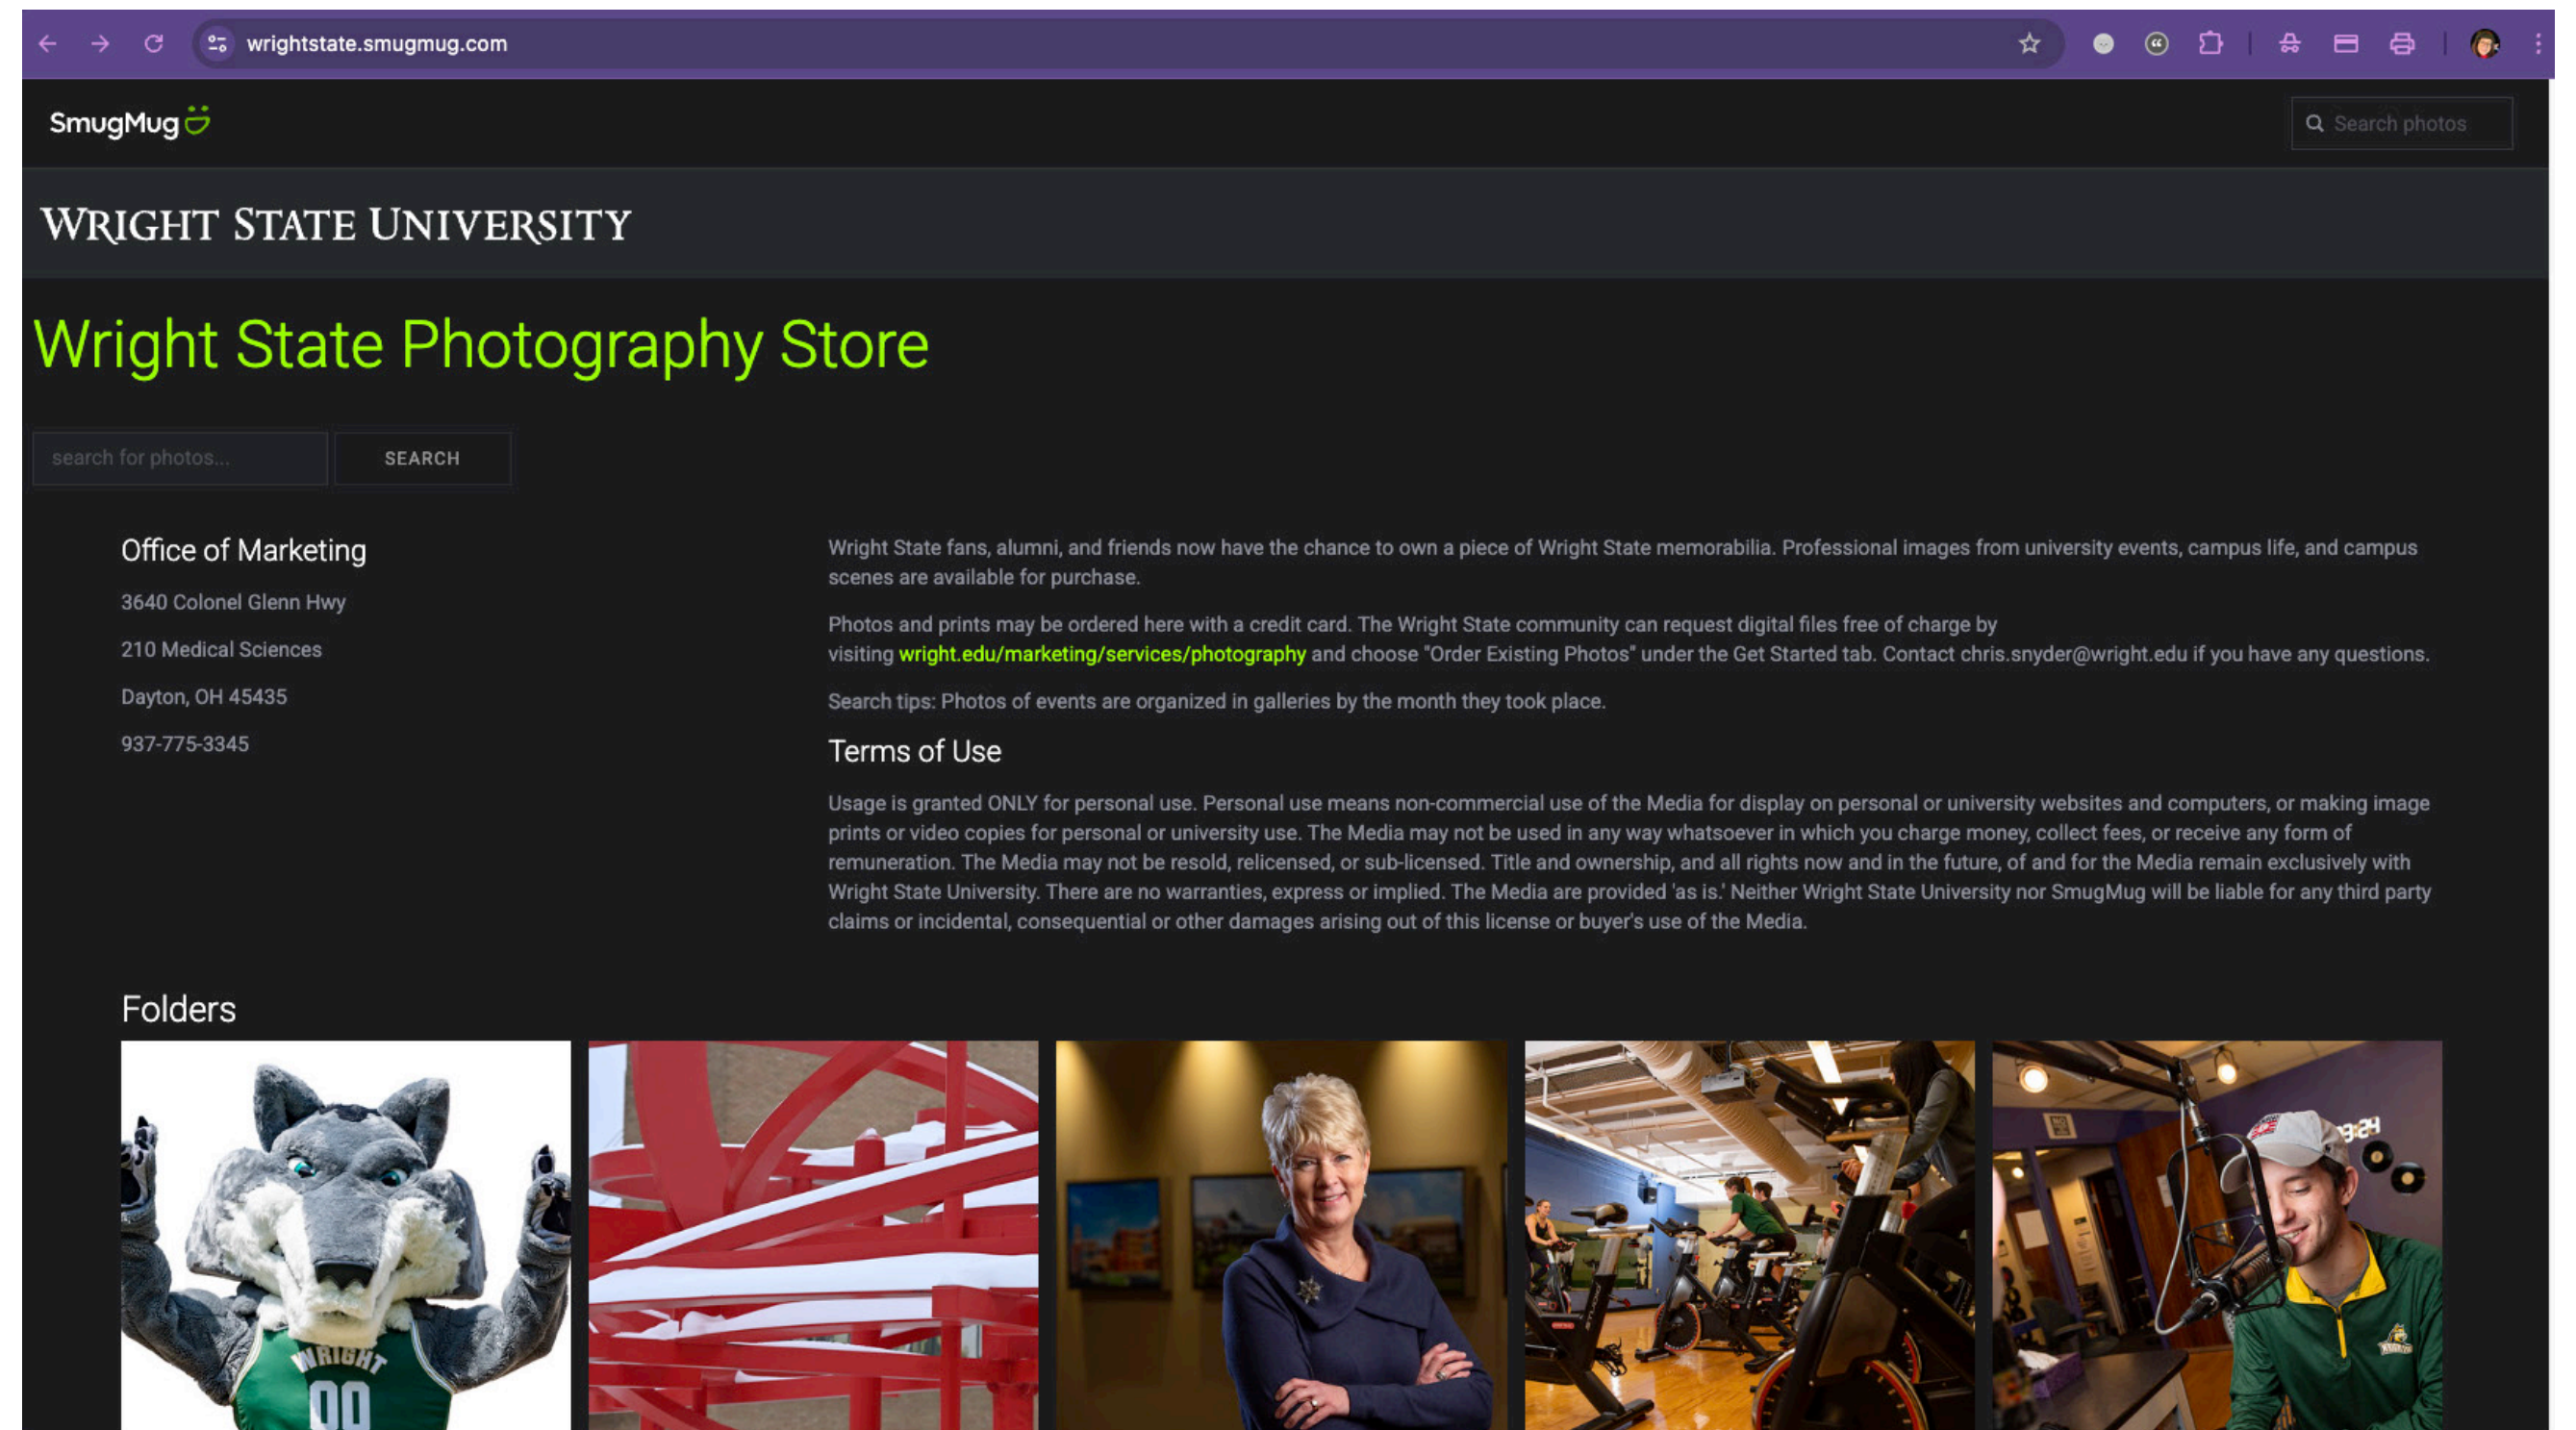 wrightstate.smugmug.com
SmugMug
Search photos
WRIGHT STATE UNIVERSITY
Wright State Photography Store
search for photos...
SEARCH
Office of Marketing
3640 Colonel Glenn Hwy
210 Medical Sciences
Dayton, OH 45435
937-775-3345
Wright State fans, alumni, and friends now have the chance to own a piece of Wright State memorabilia. Professional images from university events, campus life, and campus
scenes are available for purchase.
Photos and prints may be ordered here with a credit card. The Wright State community can request digital files free of charge by
visiting wright.edu/marketing/services/photography and choose "Order Existing Photos" under the Get Started tab. Contact chris.snyder@wright.edu if you have any questions.
Search tips: Photos of events are organized in galleries by the month they took place.
Terms of Use
Usage is granted ONLY for personal use. Personal use means non-commercial use of the Media for display on personal or university websites and computers, or making image
prints or video copies for personal or university use. The Media may not be used in any way whatsoever in which you charge money, collect fees, or receive any form of
remuneration. The Media may not be resold, relicensed, or sub-licensed. Title and ownership, and all rights now and in the future, of and for the Media remain exclusively with
Wright State University. There are no warranties, express or implied. The Media are provided 'as is.' Neither Wright State University nor SmugMug will be liable for any third party
claims or incidental, consequential or other damages arising out of this license or buyer's use of the Media.
Folders
WRIGHT
00